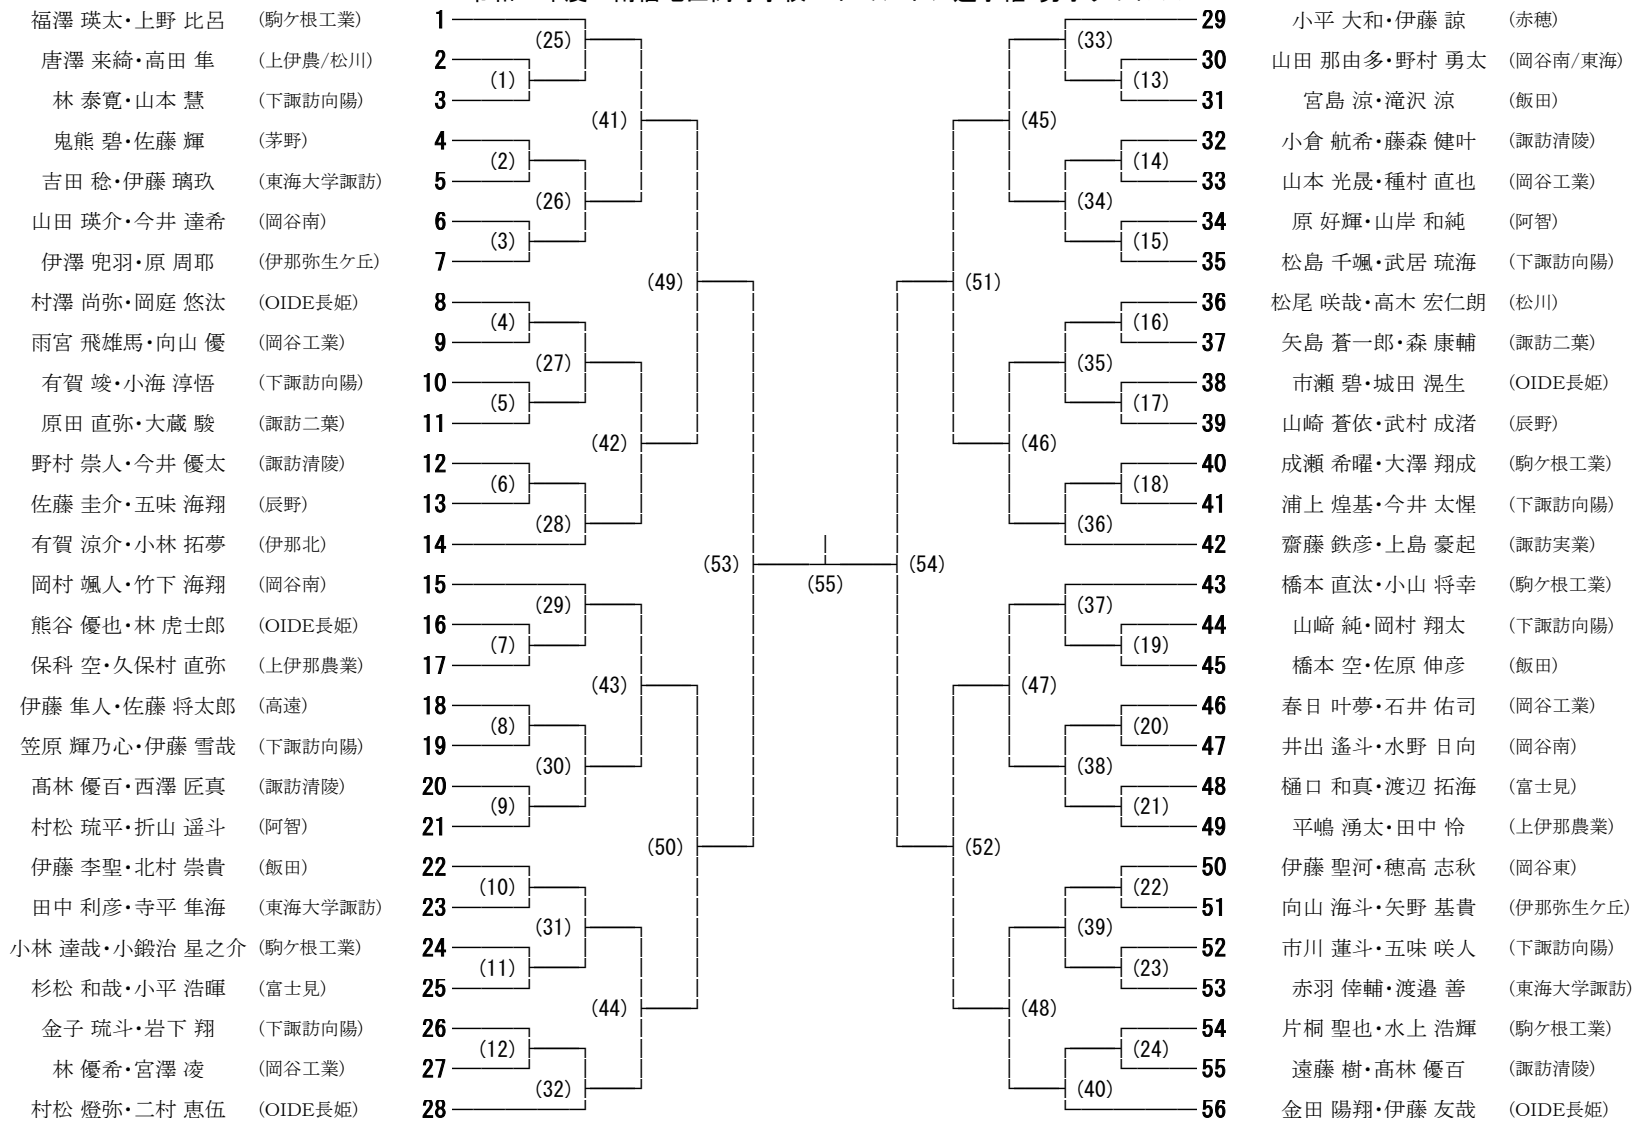 福澤 瑛太・上野 比呂 (駒ケ根工業) 1
唐澤 来綺・高田 隼 (上伊農/松川) 2
林 泰寛・山本 慧 (下諏訪向陽) 3
鬼熊 碧・佐藤 輝 (茅野) 4
吉田 稔・伊藤 璃玖 (東海大学諏訪) 5
山田 瑛介・今井 達希 (岡谷南) 6
伊澤 兜羽・原 周耶 (伊那弥生ケ丘) 7
村澤 尚弥・岡庭 悠汰 (OIDE長姫) 8
雨宮 飛雄馬・向山 優 (岡谷工業) 9
有賀 竣・小海 淳悟 (下諏訪向陽) 10
原田 直弥・大蔵 駿 (諏訪二葉) 11
野村 崇人・今井 優太 (諏訪清陵) 12
佐藤 圭介・五味 海翔 (辰野) 13
有賀 涼介・小林 拓夢 (伊那北) 14
岡村 颯人・竹下 海翔 (岡谷南) 15
熊谷 優也・林 虎士郎 (OIDE長姫) 16
保科 空・久保村 直弥 (上伊那農業) 17
伊藤 隼人・佐藤 将太郎 (高遠) 18
笠原 輝乃心・伊藤 雪哉 (下諏訪向陽) 19
髙林 優百・西澤 匠真 (諏訪清陵) 20
村松 琉平・折山 遥斗 (阿智) 21
伊藤 李聖・北村 崇貴 (飯田) 22
田中 利彦・寺平 隼海 (東海大学諏訪) 23
小林 達哉・小鍛治 星之介 (駒ケ根工業) 24
杉松 和哉・小平 浩暉 (富士見) 25
金子 琉斗・岩下 翔 (下諏訪向陽) 26
林 優希・宮澤 凌 (岡谷工業) 27
村松 燈弥・二村 恵伍 (OIDE長姫) 28
(25)
(1)
(41)
(2)
(26)
(3)
(49)
(4)
(27)
(5)
(42)
(6)
(28)
(53)
(29)
(7)
(43)
(8)
(30)
(9)
(50)
(10)
(31)
(11)
(44)
(12)
(32)
(55)
(33)
(13)
(45)
(14)
(34)
(15)
(51)
(16)
(35)
(17)
(46)
(18)
(36)
(54)
(37)
(19)
(47)
(20)
(38)
(21)
(52)
(22)
(39)
(23)
(48)
(24)
(40)
29 小平 大和・伊藤 諒 (赤穂)
30 山田 那由多・野村 勇太 (岡谷南/東海)
31 宮島 涼・滝沢 涼 (飯田)
32 小倉 航希・藤森 健叶 (諏訪清陵)
33 山本 光晟・種村 直也 (岡谷工業)
34 原 好輝・山岸 和純 (阿智)
35 松島 千颯・武居 琉海 (下諏訪向陽)
36 松尾 咲哉・高木 宏仁朗 (松川)
37 矢島 蒼一郎・森 康輔 (諏訪二葉)
38 市瀬 碧・城田 滉生 (OIDE長姫)
39 山崎 蒼依・武村 成渚 (辰野)
40 成瀬 希曜・大澤 翔成 (駒ケ根工業)
41 浦上 煌基・今井 太惺 (下諏訪向陽)
42 齋藤 鉄彦・上島 豪起 (諏訪実業)
43 橋本 直汰・小山 将幸 (駒ケ根工業)
44 山﨑 純・岡村 翔太 (下諏訪向陽)
45 橋本 空・佐原 伸彦 (飯田)
46 春日 叶夢・石井 佑司 (岡谷工業)
47 井出 遙斗・水野 日向 (岡谷南)
48 樋口 和真・渡辺 拓海 (富士見)
49 平嶋 湧太・田中 怜 (上伊那農業)
50 伊藤 聖河・穂高 志秋 (岡谷東)
51 向山 海斗・矢野 基貴 (伊那弥生ケ丘)
52 市川 蓮斗・五味 咲人 (下諏訪向陽)
53 赤羽 倖輔・渡邉 善 (東海大学諏訪)
54 片桐 聖也・水上 浩輝 (駒ケ根工業)
55 遠藤 樹・髙林 優百 (諏訪清陵)
56 金田 陽翔・伊藤 友哉 (OIDE長姫)